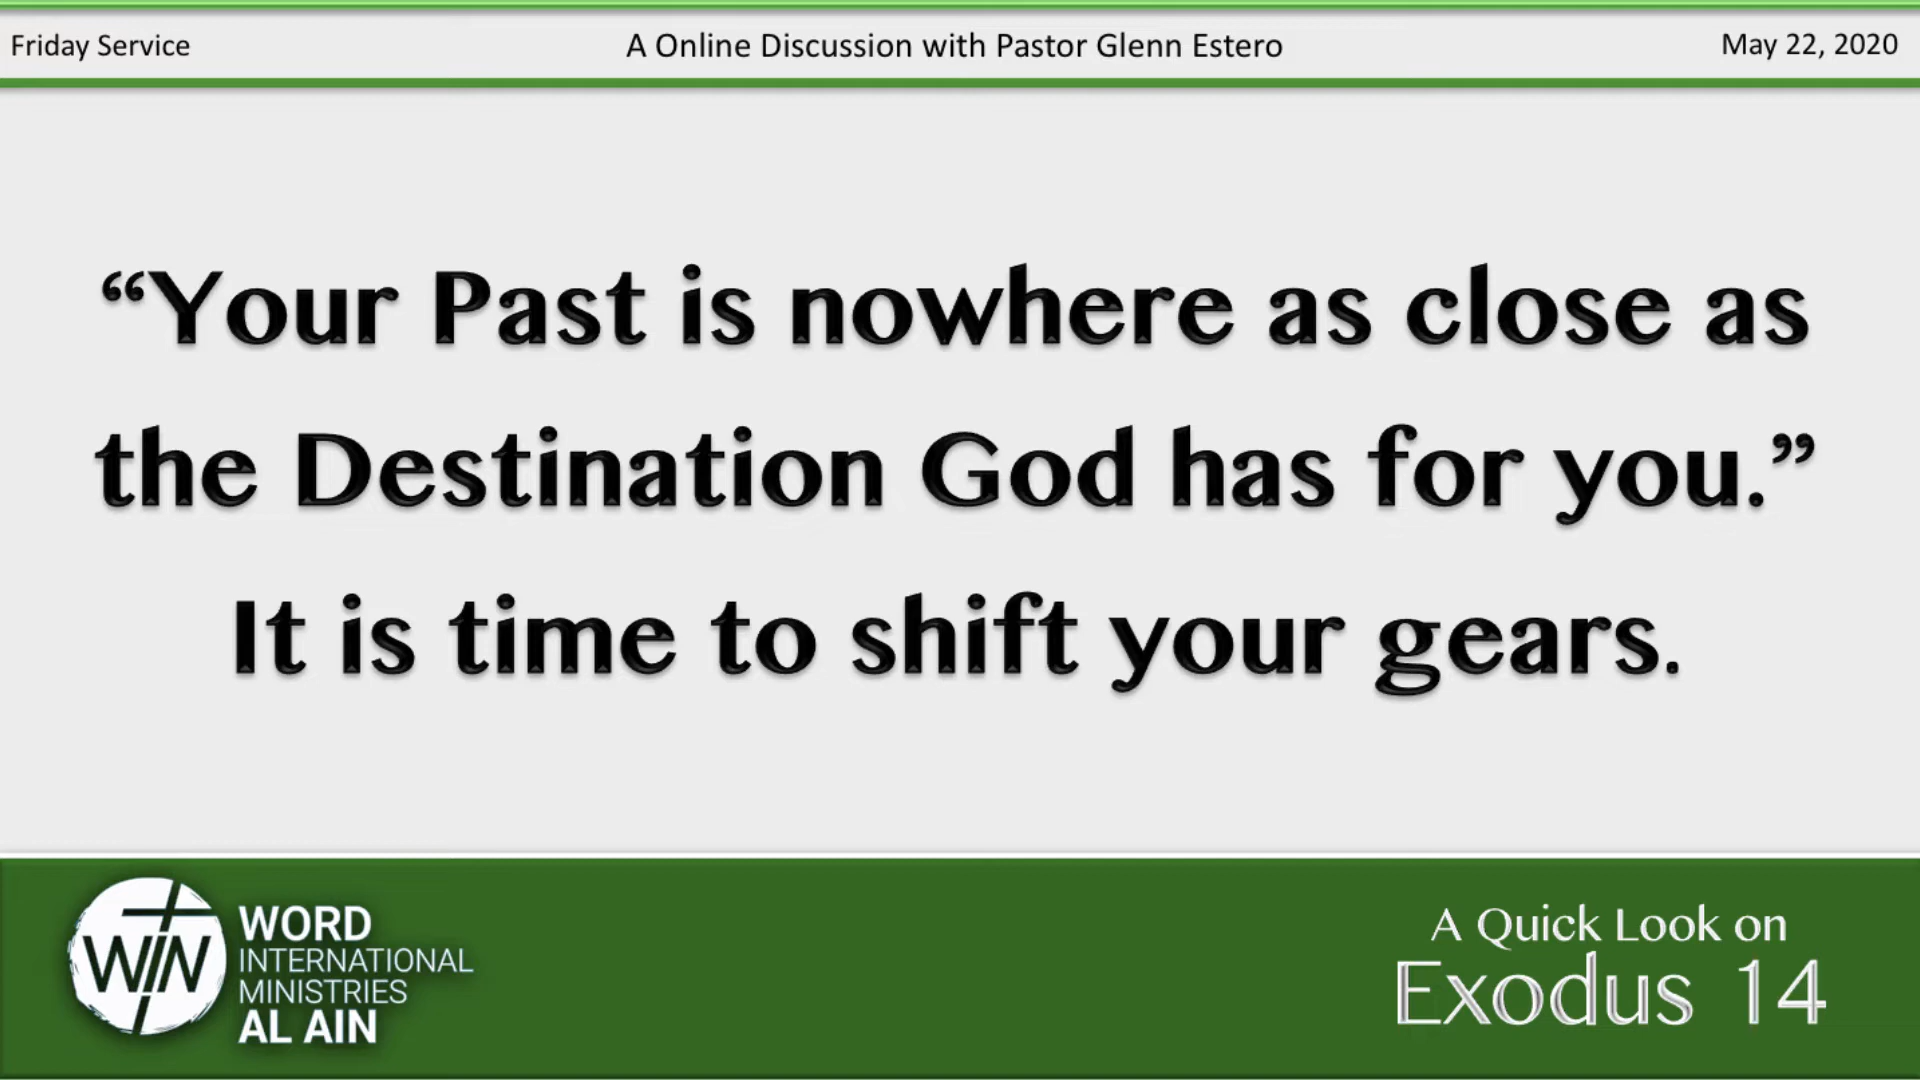 Friday Service
A Online Discussion with Pastor Glenn Estero
May 22, 2020
“Your Past is nowhere as close as
the Destination God has for you.”
It is time to shift your gears.
WIN
WORD
INTERNATIONAL
MINISTRIES
AL AIN
A Quick Look on
Exodus 14